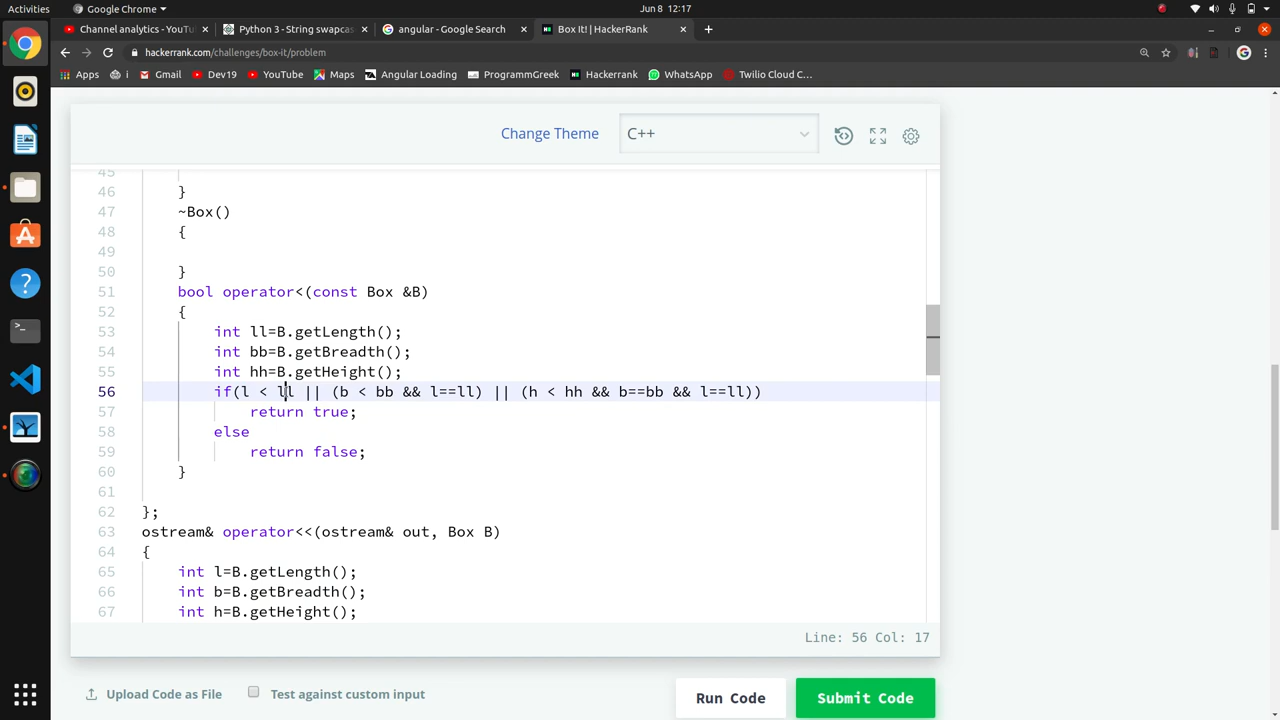 Activities
Google Chrome
Jun 8 12:17
Channel analytics - YouTu
Python 3 - String swapcas
angular - Google Search
Box It! | HackerRank
hackerrank.com/challenges/box-it/problem
Apps
i
Gmail
Dev19
YouTube
Maps
Angular Loading
ProgrammGreek
HackerRank
WhatsApp
Twilio Cloud C...
Change Theme
C++
45
46 }
47 ~Box()
48 {
49
50 }
51 bool operator<(const Box &B)
52 {
53 int ll=B.getLength();
54 int bb=B.getBreadth();
55 int hh=B.getHeight();
56 if(l < ll || (b < bb && l==ll) || (h < hh && b==bb && l==ll))
57 return true;
58 else
59 return false;
60 }
61
62 };
63 ostream& operator<<(ostream& out, Box B)
64 {
65 int l=B.getLength();
66 int b=B.getBreadth();
67 int h=B.getHeight();
Line: 56 Col: 17
Upload Code as File
Test against custom input
Run Code
Submit Code